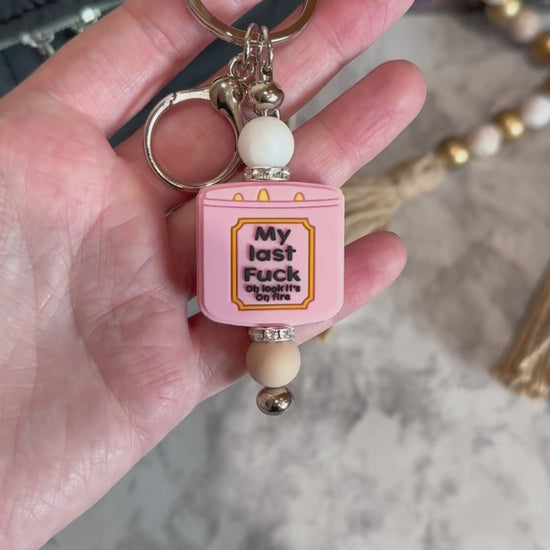 My
last
Fuck
Oh look it's
On fire